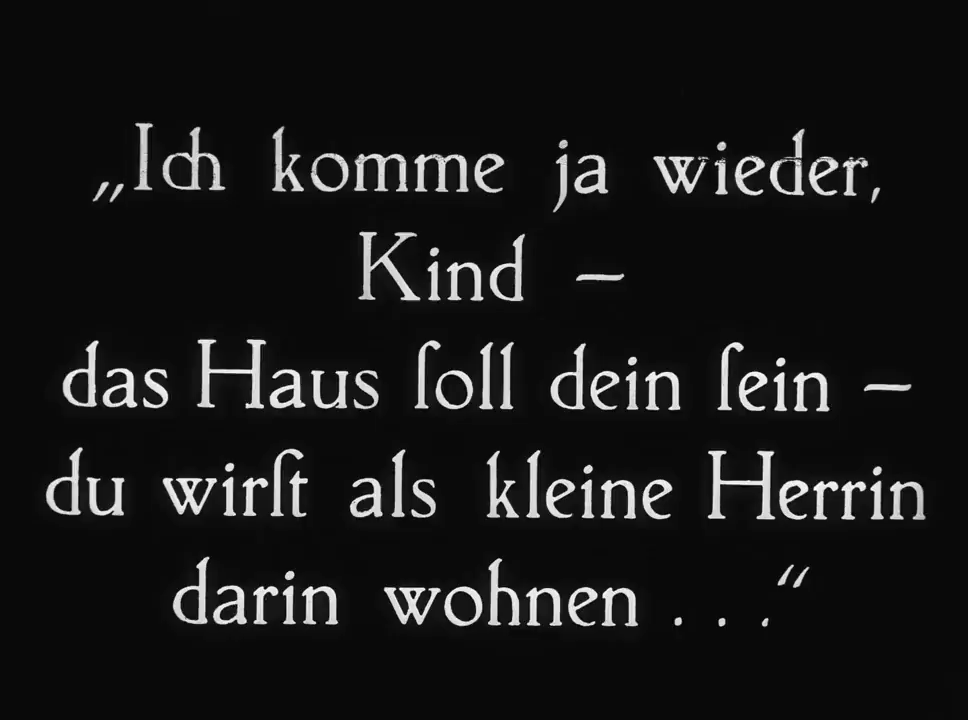 „Ich komme ja wieder,
Kind –
das Haus ſoll dein ſein –
du wirſt als kleine Herrin
darin wohnen . . .“